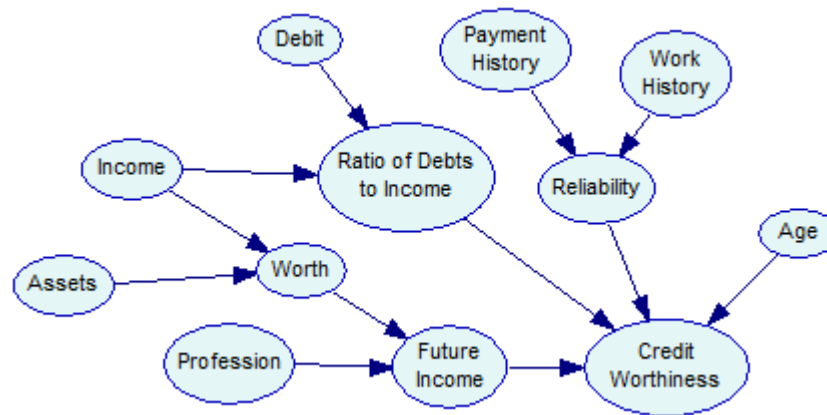 Debit
Payment
History
Work
History
Income
Ratio of Debts
to Income
Reliability
Age
Assets
Worth
Profession
Future
Income
Credit
Worthiness